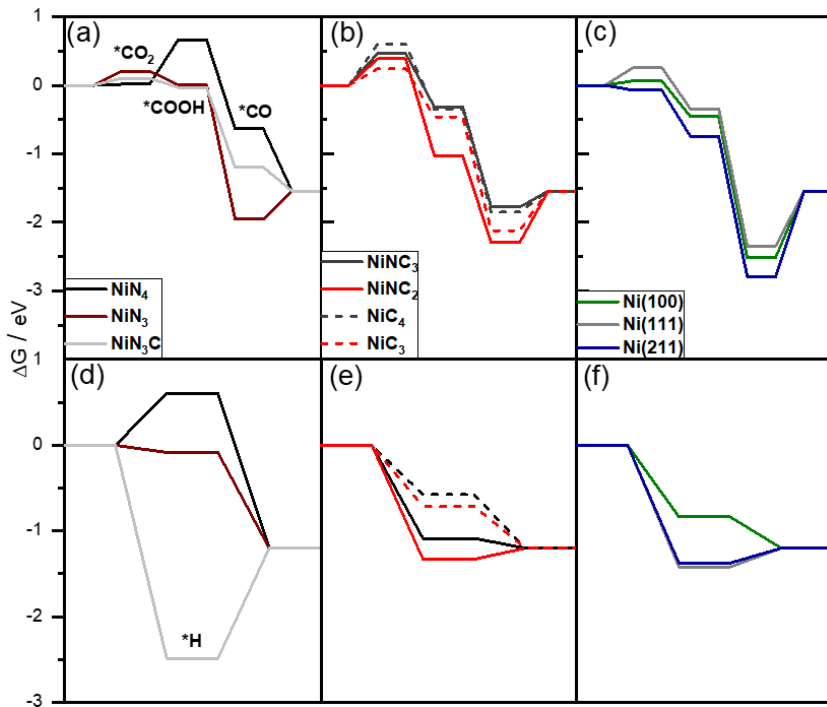 1
(a)
(b)
(c)
*CO₂
0
*COOH
*CO
-1
-2
NiN₄
NiNC₃
NiNC₂
Ni(100)
-3
NiN₃
NiC₄
Ni(111)
NiN₃C
NiC₃
Ni(211)
ΔG / eV
1
(d)
(e)
(f)
0
-1
-2
*H
-3